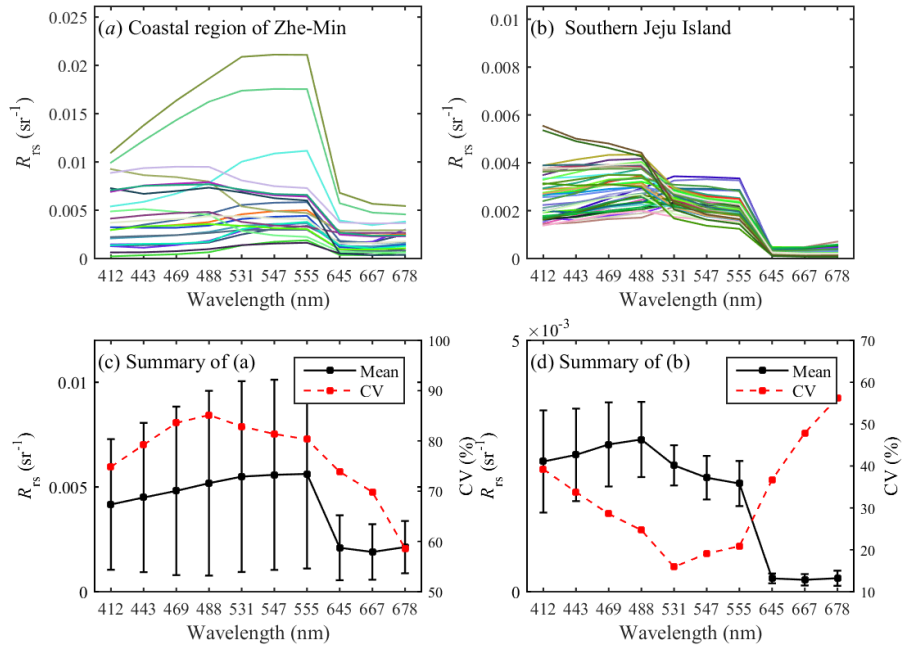 (a) Coastal region of Zhe-Min
0.025
0.02
0.015
0.010
0.005
0
Rrs (sr-1)
412 443 469 488 531 547 555 645 667 678
Wavelength (nm)
(b) Southern Jeju Island
0.01
0.008
0.006
0.004
0.002
0
Rrs (sr-1)
412 443 469 488 531 547 555 645 667 678
Wavelength (nm)
(c) Summary of (a)
Mean
CV
0.01
0.005
0
Rrs (sr-1)
100
90
80
70
60
50
CV (%)
412 443 469 488 531 547 555 645 667 678
Wavelength (nm)
× 10-3
(d) Summary of (b)
Mean
CV
5
0
Rrs (sr-1)
70
60
50
40
30
20
10
CV (%)
412 443 469 488 531 547 555 645 667 678
Wavelength (nm)